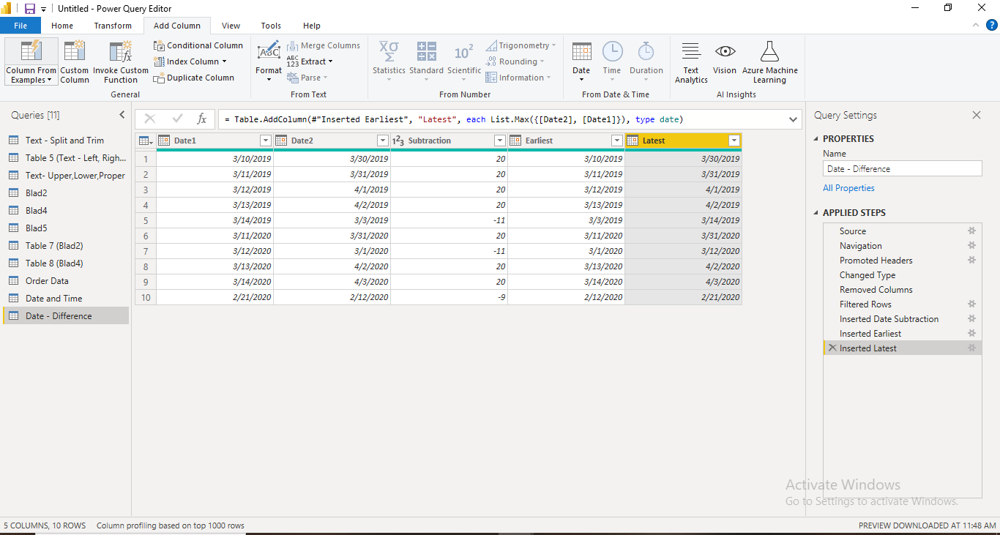 Untitled - Power Query Editor
File Home Transform Add Column View Tools Help
Column From Examples
Custom Column
Invoke Custom Function
Conditional Column
Index Column
Duplicate Column
General
Format
Merge Columns
Extract
Parse
From Text
Statistics
Standard
Scientific
Trigonometry
Rounding
Information
From Number
Date
Time
Duration
From Date & Time
Text Analytics
Vision
Azure Machine Learning
AI Insights
Queries [11]
Text - Split and Trim
Table 5 (Text - Left, Righ...
Text- Upper,Lower,Proper
Blad2
Blad4
Blad5
Table 7 (Blad2)
Table 8 (Blad4)
Order Data
Date and Time
Date - Difference
fx = Table.AddColumn(#"Inserted Earliest", "Latest", each List.Max({[Date2], [Date1]}), type date)
Date1 Date2 Subtraction Earliest Latest
1 3/10/2019 3/30/2019 20 3/10/2019 3/30/2019
2 3/11/2019 3/31/2019 20 3/11/2019 3/31/2019
3 3/12/2019 4/1/2019 20 3/12/2019 4/1/2019
4 3/13/2019 4/2/2019 20 3/13/2019 4/2/2019
5 3/14/2019 3/3/2019 -11 3/3/2019 3/14/2019
6 3/11/2020 3/31/2020 20 3/11/2020 3/31/2020
7 3/12/2020 3/1/2020 -11 3/1/2020 3/12/2020
8 3/13/2020 4/2/2020 20 3/13/2020 4/2/2020
9 3/14/2020 4/3/2020 20 3/14/2020 4/3/2020
10 2/21/2020 2/12/2020 -9 2/12/2020 2/21/2020
Query Settings
PROPERTIES
Name
Date - Difference
All Properties
APPLIED STEPS
Source
Navigation
Promoted Headers
Changed Type
Removed Columns
Filtered Rows
Inserted Date Subtraction
Inserted Earliest
Inserted Latest
Activate Windows
Go to Settings to activate Windows.
5 COLUMNS, 10 ROWS Column profiling based on top 1000 rows
PREVIEW DOWNLOADED AT 11:48 AM